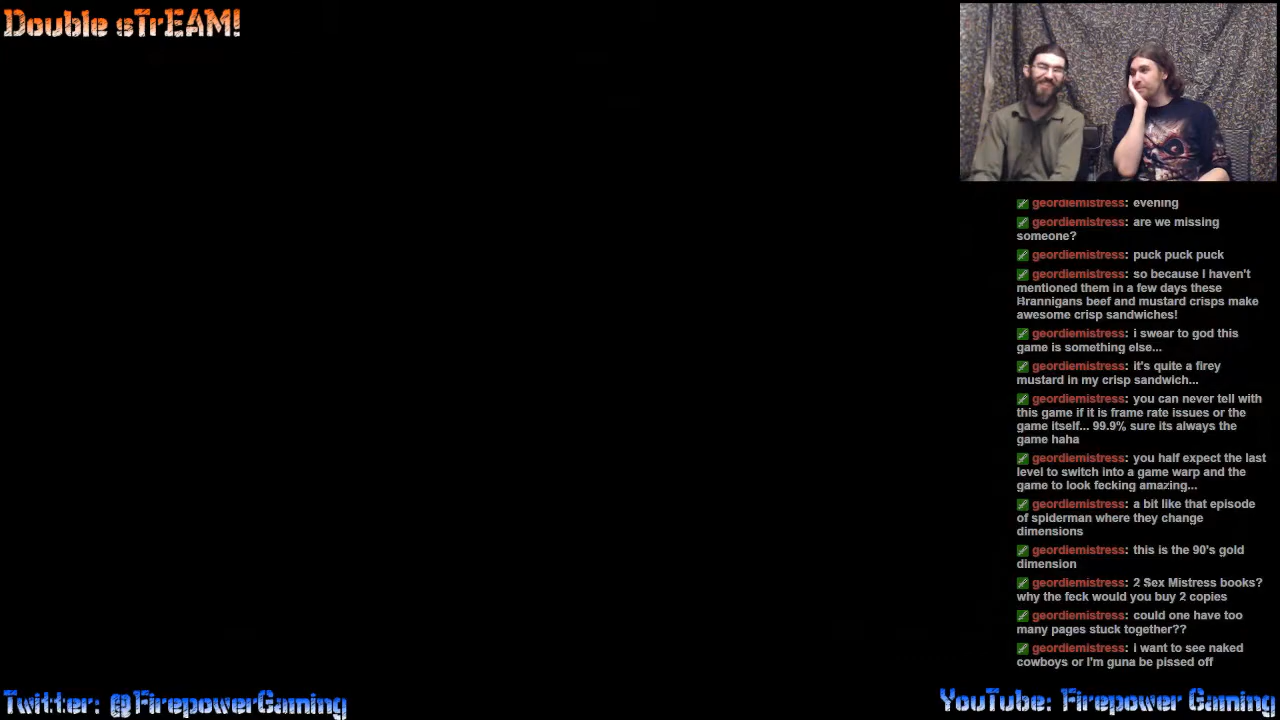 Double sTrEAM!
geordiemistress: evening
geordiemistress: are we missing
someone?
geordiemistress: puck puck puck
geordiemistress: so because I haven't
mentioned them in a few days these
Brannigans beef and mustard crisps make
awesome crisp sandwiches!
geordiemistress: i swear to god this
game is something else...
geordiemistress: it's quite a firey
mustard in my crisp sandwich...
geordiemistress: you can never tell with
this game if it is frame rate issues or the
game itself... 99.9% sure its always the
game haha
geordiemistress: you half expect the last
level to switch into a game warp and the
game to look fecking amazing...
geordiemistress: a bit like that episode
of spiderman where they change
dimensions
geordiemistress: this is the 90's gold
dimension
geordiemistress: 2 Sex Mistress books?
why the feck would you buy 2 copies
geordiemistress: could one have too
many pages stuck together??
geordiemistress: i want to see naked
cowboys or I'm guna be pissed off
Twitter: @FirepowerGaming
YouTube: Firepower Gaming